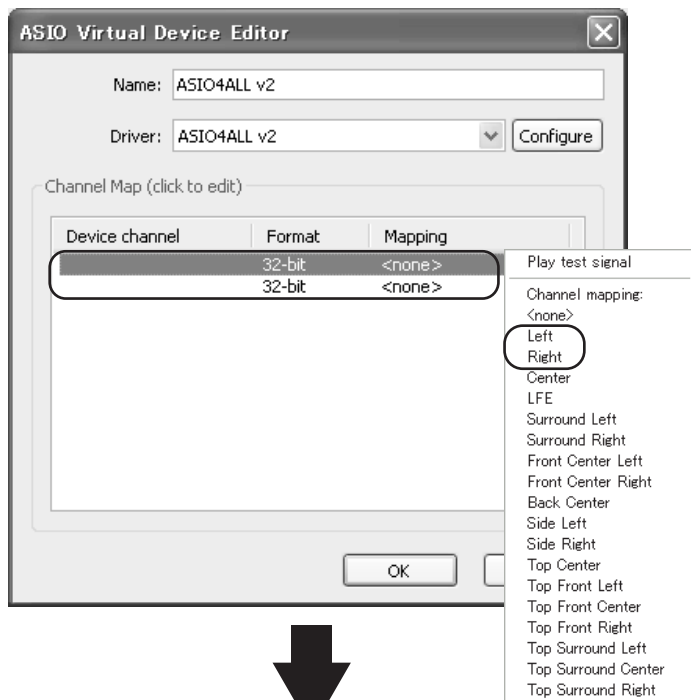 ASIO Virtual Device Editor
Name: ASIO4ALL v2
Driver: ASIO4ALL v2 Configure
Channel Map (click to edit)
Device channel Format Mapping
32-bit <none>
32-bit <none>
OK
Play test signal
Channel mapping:
<none>
Left
Right
Center
LFE
Surround Left
Surround Right
Front Center Left
Front Center Right
Back Center
Side Left
Side Right
Top Center
Top Front Left
Top Front Center
Top Front Right
Top Surround Left
Top Surround Center
Top Surround Right